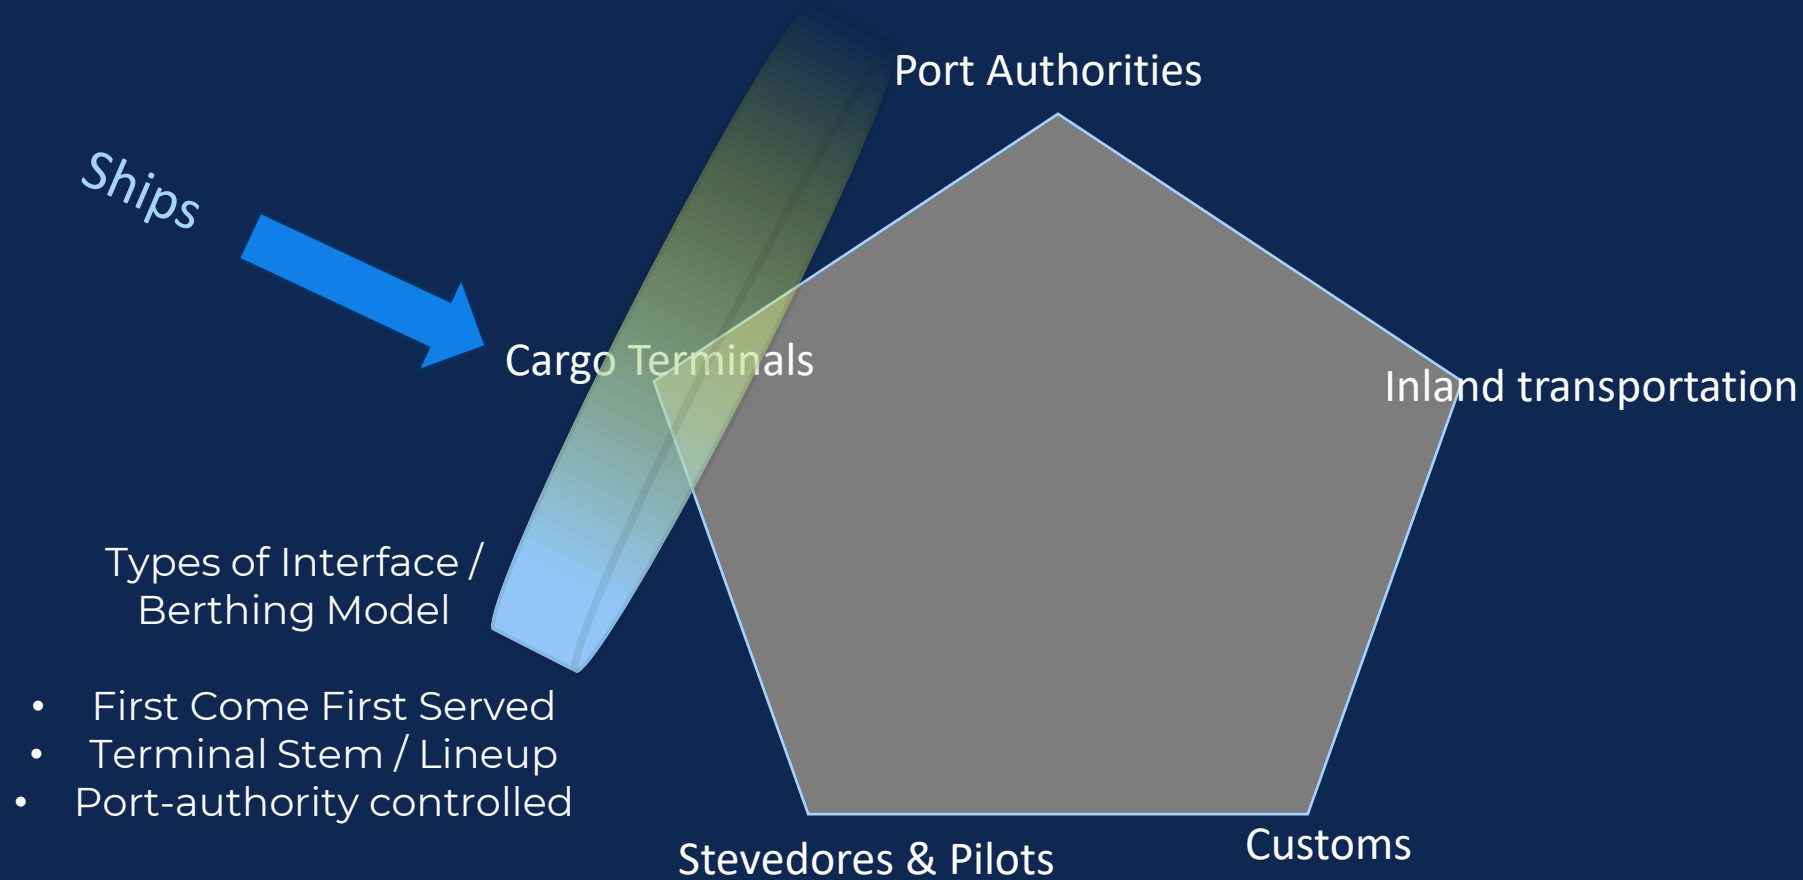 Port Authorities
Ships
Cargo Terminals
Inland transportation
Types of Interface /
Berthing Model
• First Come First Served
• Terminal Stem / Lineup
• Port-authority controlled
Stevedores & Pilots
Customs